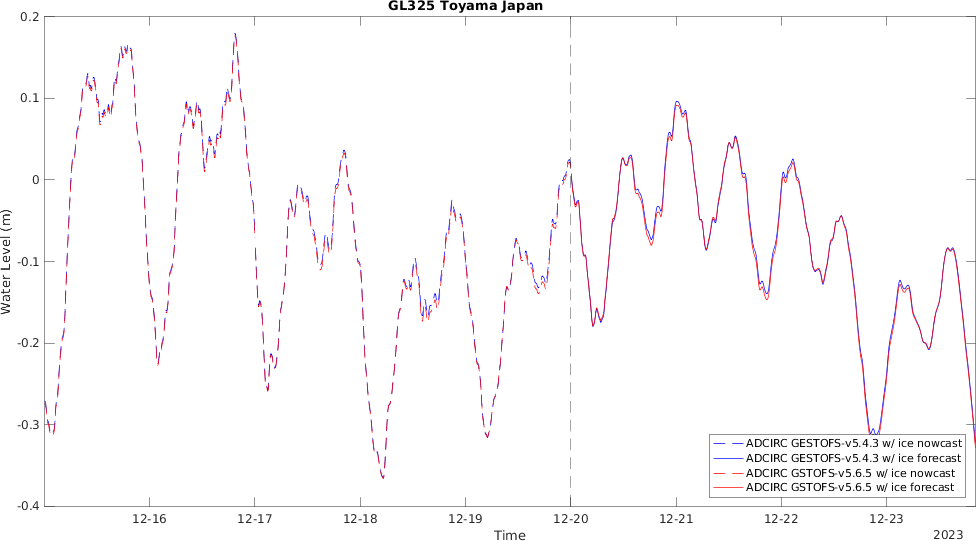 GL325 Toyama Japan
0.2
0.1
0
-0.1
-0.2
-0.3
-0.4
Water Level (m)
ADCIRC GESTOFS-v5.4.3 w/ ice nowcast
ADCIRC GESTOFS-v5.4.3 w/ ice forecast
ADCIRC GSTOFS-v5.6.5 w/ ice nowcast
ADCIRC GSTOFS-v5.6.5 w/ ice forecast
12-16 12-17 12-18 12-19 12-20 12-21 12-22 12-23
Time
2023